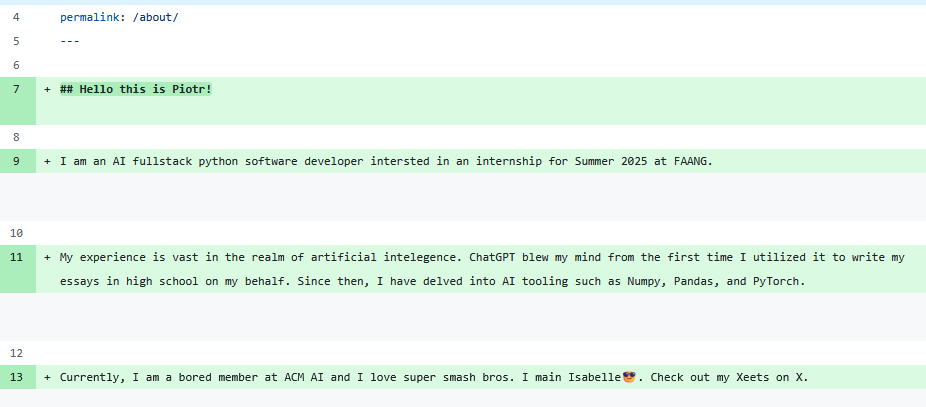 4 permalink: /about/
5 ---
6
7 + ## Hello this is Piotr!
8
9 + I am an AI fullstack python software developer intersted in an internship for Summer 2025 at FAANG.
10
11 + My experience is vast in the realm of artificial intelegence. ChatGPT blew my mind from the first time I utilized it to write my
essays in high school on my behalf. Since then, I have delved into AI tooling such as Numpy, Pandas, and PyTorch.
12
13 + Currently, I am a bored member at ACM AI and I love super smash bros. I main Isabelle😎. Check out my Xeets on X.